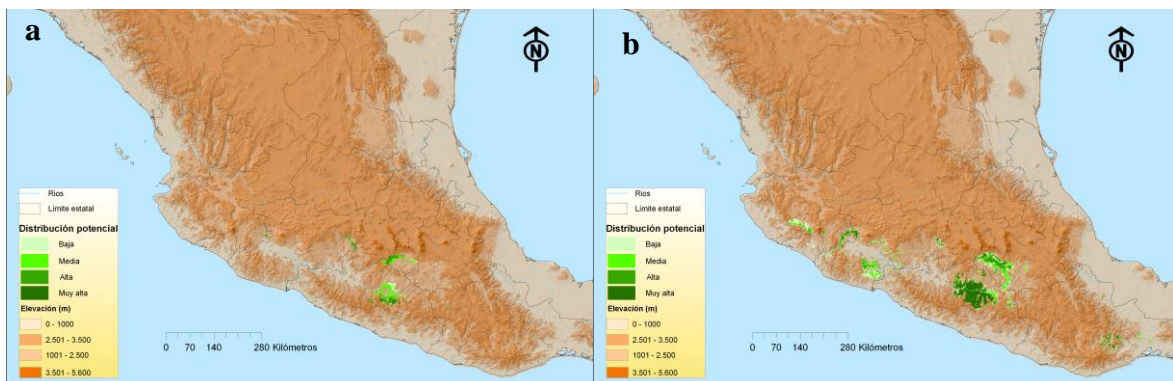 a
N
Rios
Limite estatal
Distribución potencial
Baja
Media
Alta
Muy alta
Elevación (m)
0 - 1000
2.501 - 3.500
1001 - 2.500
3.501 - 5.600
0 70 140 280 Kilómetros
b
N
Rios
Limite estatal
Distribución potencial
Baja
Media
Alta
Muy alta
Elevación (m)
0 - 1000
2.501 - 3.500
1001 - 2.500
3.501 - 5.600
0 70 140 280 Kilómetros